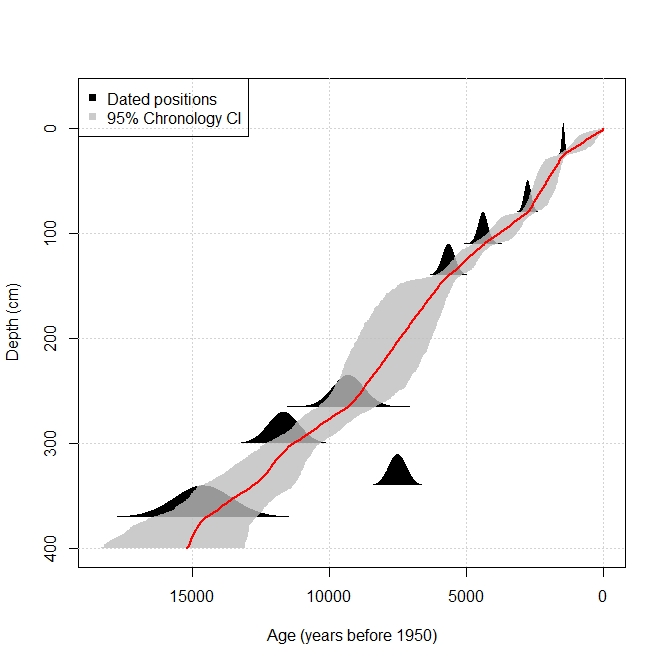 Dated positions
95% Chronology CI
0
100
200
300
400
Depth (cm)
15000 10000 5000 0
Age (years before 1950)